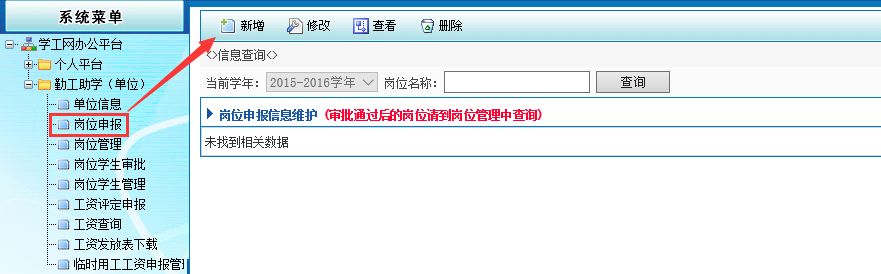 系统菜单
学工网办公平台
个人平台
勤工助学（单位）
单位信息
岗位申报
岗位管理
岗位学生审批
岗位学生管理
工资评定申报
工资查询
工资发放表下载
临时用工工资申报管
新增 修改 查看 删除
<>信息查询<>
当前学年： 2015-2016学年 岗位名称： 查询
岗位申报信息维护 (审批通过后的岗位请到岗位管理中查询)
未找到相关数据